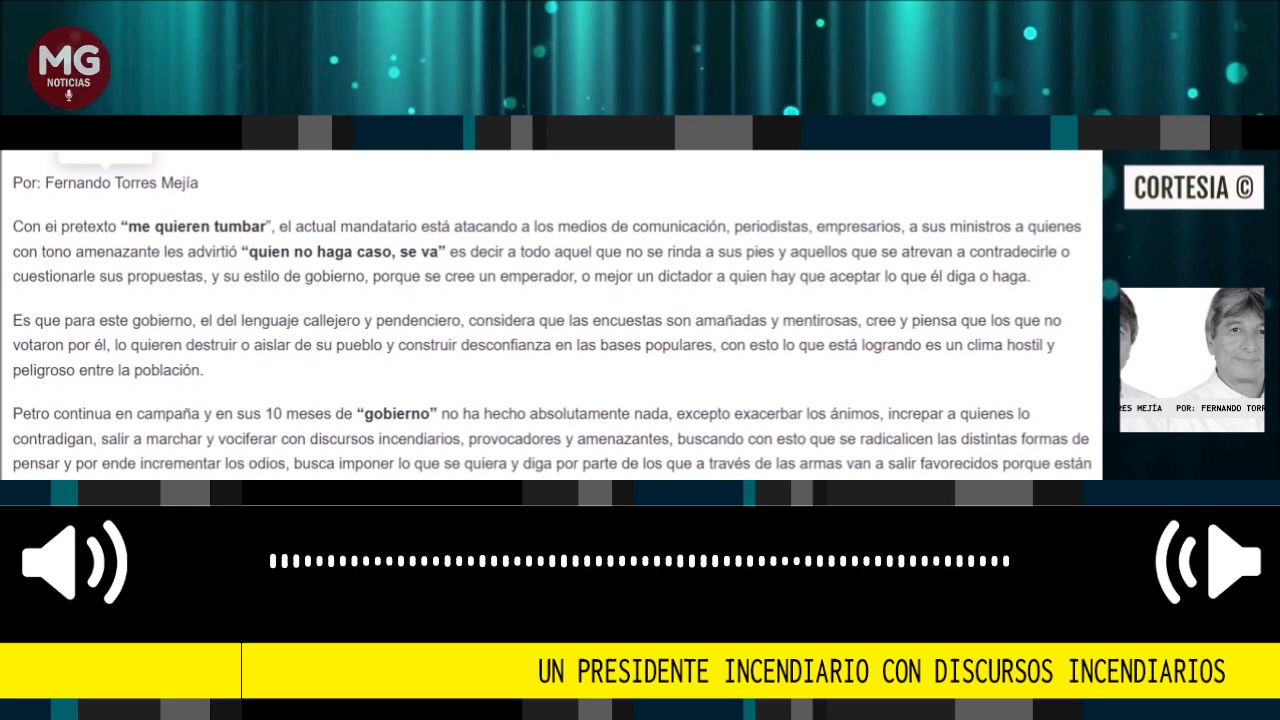 MG
NOTICIAS
Por: Fernando Torres Mejía
Con ei pretexto “me quieren tumbar”, el actual mandatario está atacando a los medios de comunicación, periodistas, empresarios, a sus ministros a quienes
con tono amenazante les advirtió “quien no haga caso, se va” es decir a todo aquel que no se rinda a sus pies y aquellos que se atrevan a contradecirle o
cuestionarle sus propuestas, y su estilo de gobierno, porque se cree un emperador, o mejor un dictador a quien hay que aceptar lo que él diga o haga.
Es que para este gobierno, el del lenguaje callejero y pendenciero, considera que las encuestas son amañadas y mentirosas, cree y piensa que los que no
votaron por él, lo quieren destruir o aislar de su pueblo y construir desconfianza en las bases populares, con esto lo que está logrando es un clima hostil y
peligroso entre la población.
Petro continua en campaña y en sus 10 meses de “gobierno” no ha hecho absolutamente nada, excepto exacerbar los ánimos, increpar a quienes lo
contradigan, salir a marchar y vociferar con discursos incendiarios, provocadores y amenazantes, buscando con esto que se radicalicen las distintas formas de
pensar y por ende incrementar los odios, busca imponer lo que se quiera y diga por parte de los que a través de las armas van a salir favorecidos porque están
CORTESIA ©
RES MEJÍA POR: FERNANDO TORR
UN PRESIDENTE INCENDIARIO CON DISCURSOS INCENDIARIOS